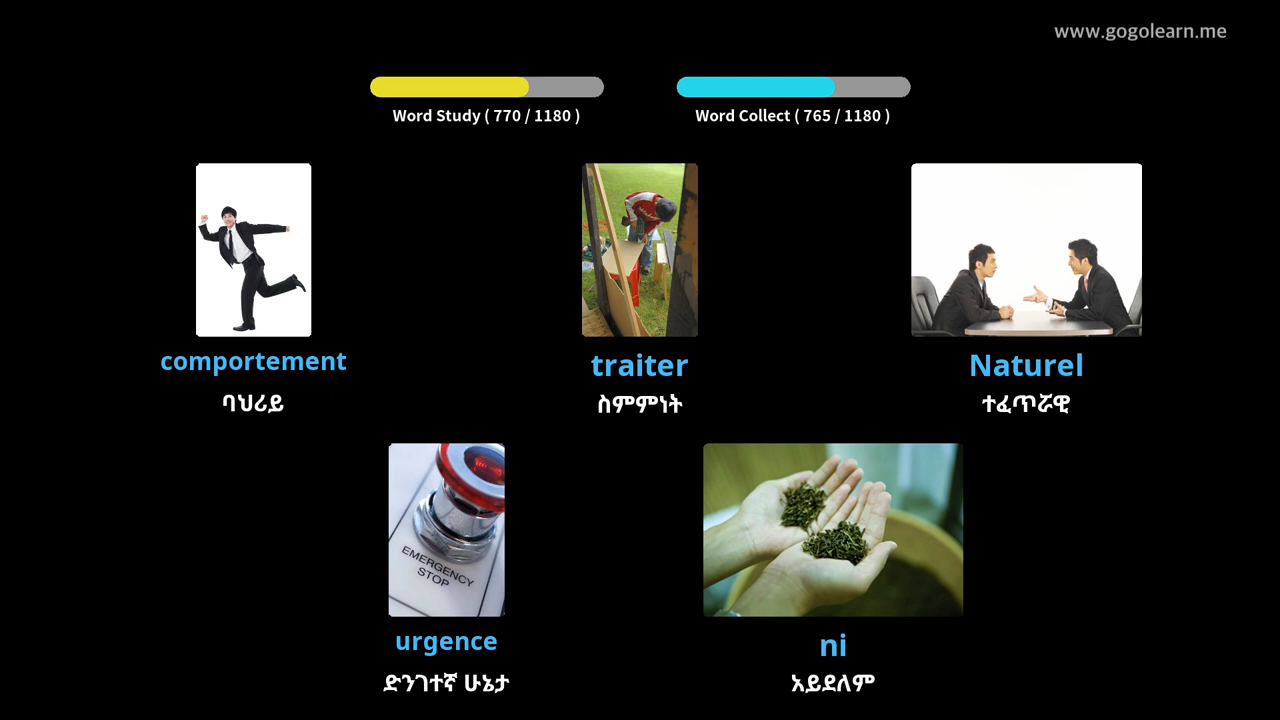 www.gogolearn.me
Word Study ( 770 / 1180 )
Word Collect ( 765 / 1180 )
comportement
ባህሪይ
traiter
ስምምነት
Naturel
ተፈጥሯዊ
EMERGENCY
STOP
urgence
ድንገተኛ ሁኔታ
ni
አይደለም